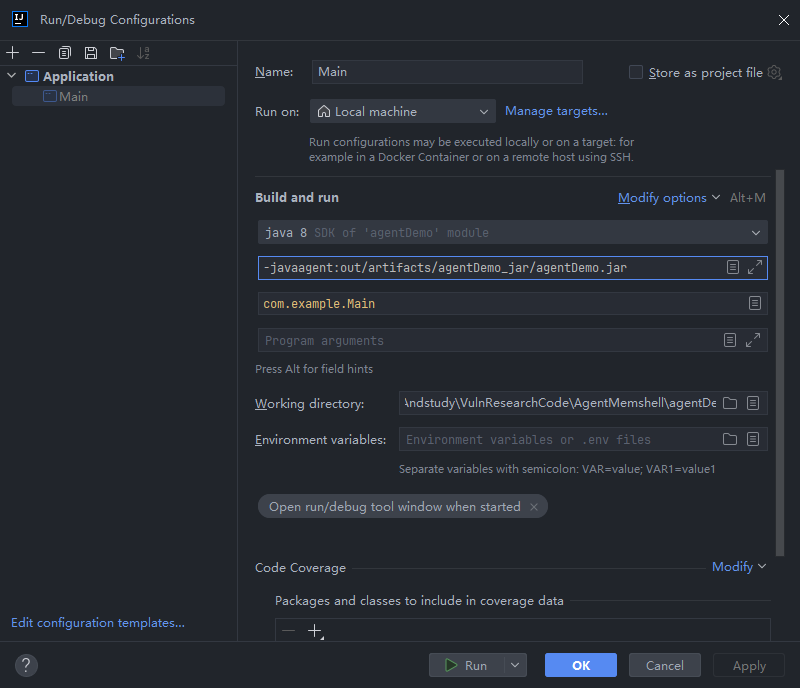 Run/Debug Configurations
Application
Main
Name:
Main
Store as project file
Run on:
Local machine
Manage targets...
Run configurations may be executed locally or on a target: for
example in a Docker Container or on a remote host using SSH.
Build and run
Modify options
Alt+M
java 8 SDK of 'agentDemo' module
-javaagent:out/artifacts/agentDemo_jar/agentDemo.jar
com.example.Main
Program arguments
Press Alt for field hints
Working directory:
\ndstudy\VulnResearchCode\AgentMemshell\agentDe
Environment variables:
Environment variables or .env files
Separate variables with semicolon: VAR=value; VAR1=value1
Open run/debug tool window when started
Code Coverage
Modify
Packages and classes to include in coverage data
Edit configuration templates...
?
Run
OK
Cancel
Apply